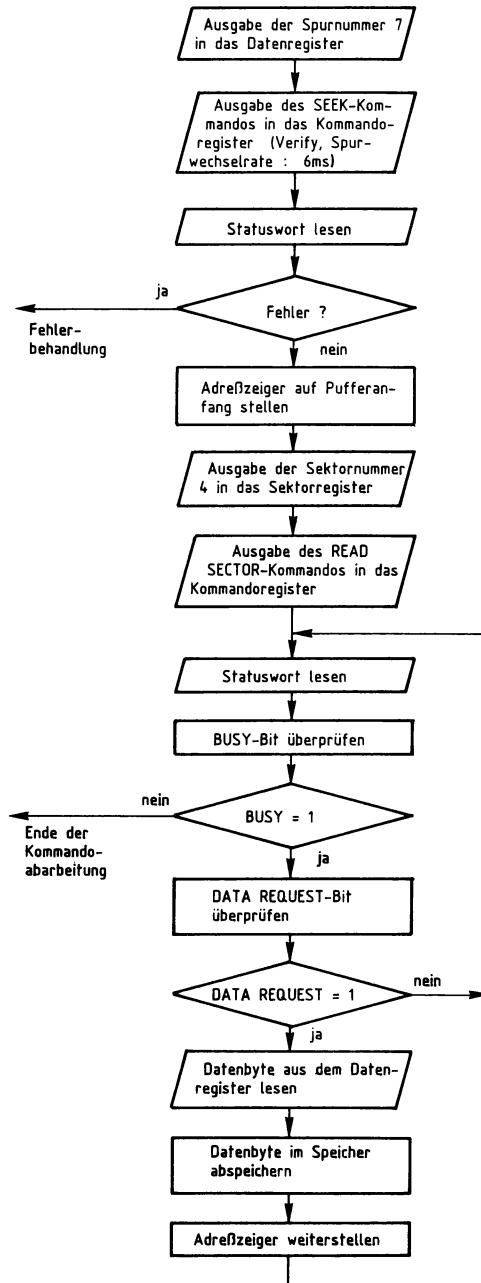 Ausgabe der Spurnummer 7
in das Datenregister
Ausgabe des SEEK-Kom-
mandos in das Kommando-
register (Verify, Spur-
wechselrate : 6ms)
Statuswort lesen
ja
Fehler ?
Fehler-
behandlung
nein
Adreßzeiger auf Pufferan-
fang stellen
Ausgabe der Sektornummer
4 in das Sektorregister
Ausgabe des READ
SECTOR-Kommandos in das
Kommandoregister
Statuswort lesen
BUSY-Bit überprüfen
nein
BUSY = 1
Ende der
Kommando-
abarbeitung
ja
DATA REQUEST-Bit
überprüfen
nein
DATA REQUEST = 1
ja
Datenbyte aus dem Daten-
register lesen
Datenbyte im Speicher
abspeichern
Adreßzeiger weiterstellen